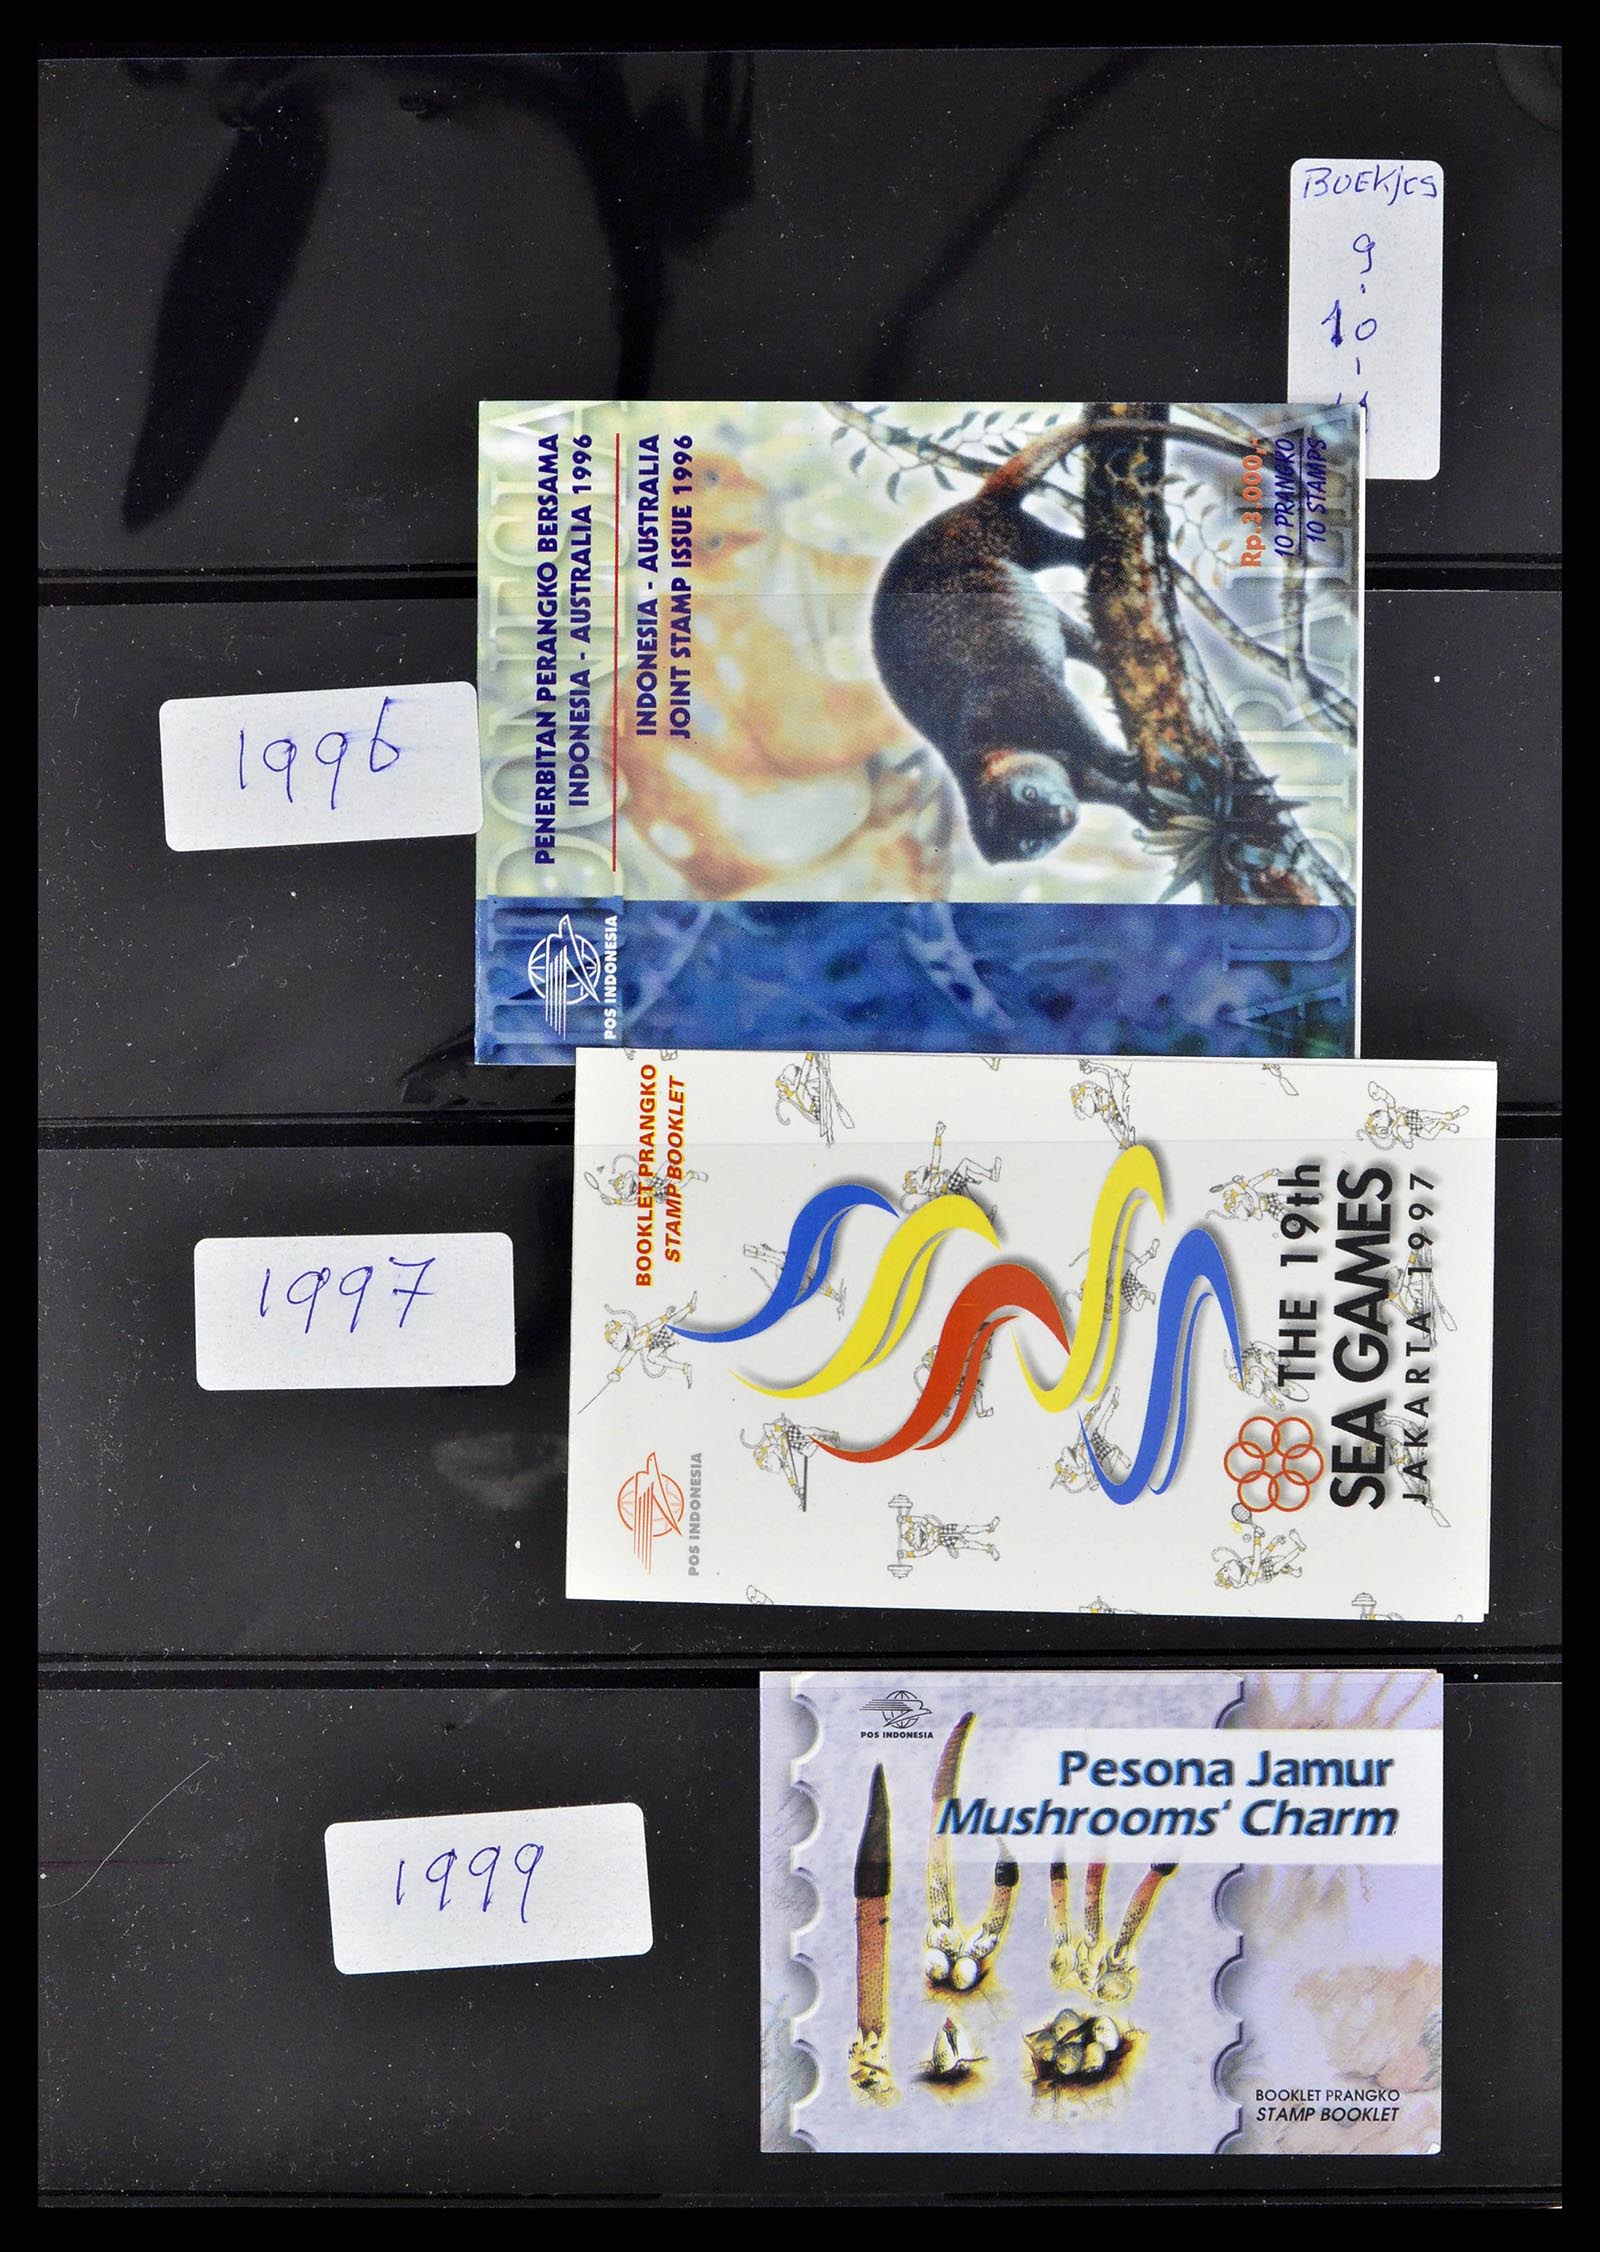 BOEKjes
9
10
1996
PENERBITAN PERANGKO BERSAMA
INDONESIA - AUSTRALIA 1996
INDONESIA - AUSTRALIA
JOINT STAMP ISSUE 1996
Rp.3.000,-
10 PRANGKO
10 STAMPS
INDONESIA
AUSTRALIA
POS INDONESIA
1997
BOOKLET PRANGKO
STAMP BOOKLET
THE 19th
SEA GAMES
JAKARTA 1997
POS INDONESIA
1999
POS INDONESIA
Pesona Jamur
Mushrooms' Charm
BOOKLET PRANGKO
STAMP BOOKLET